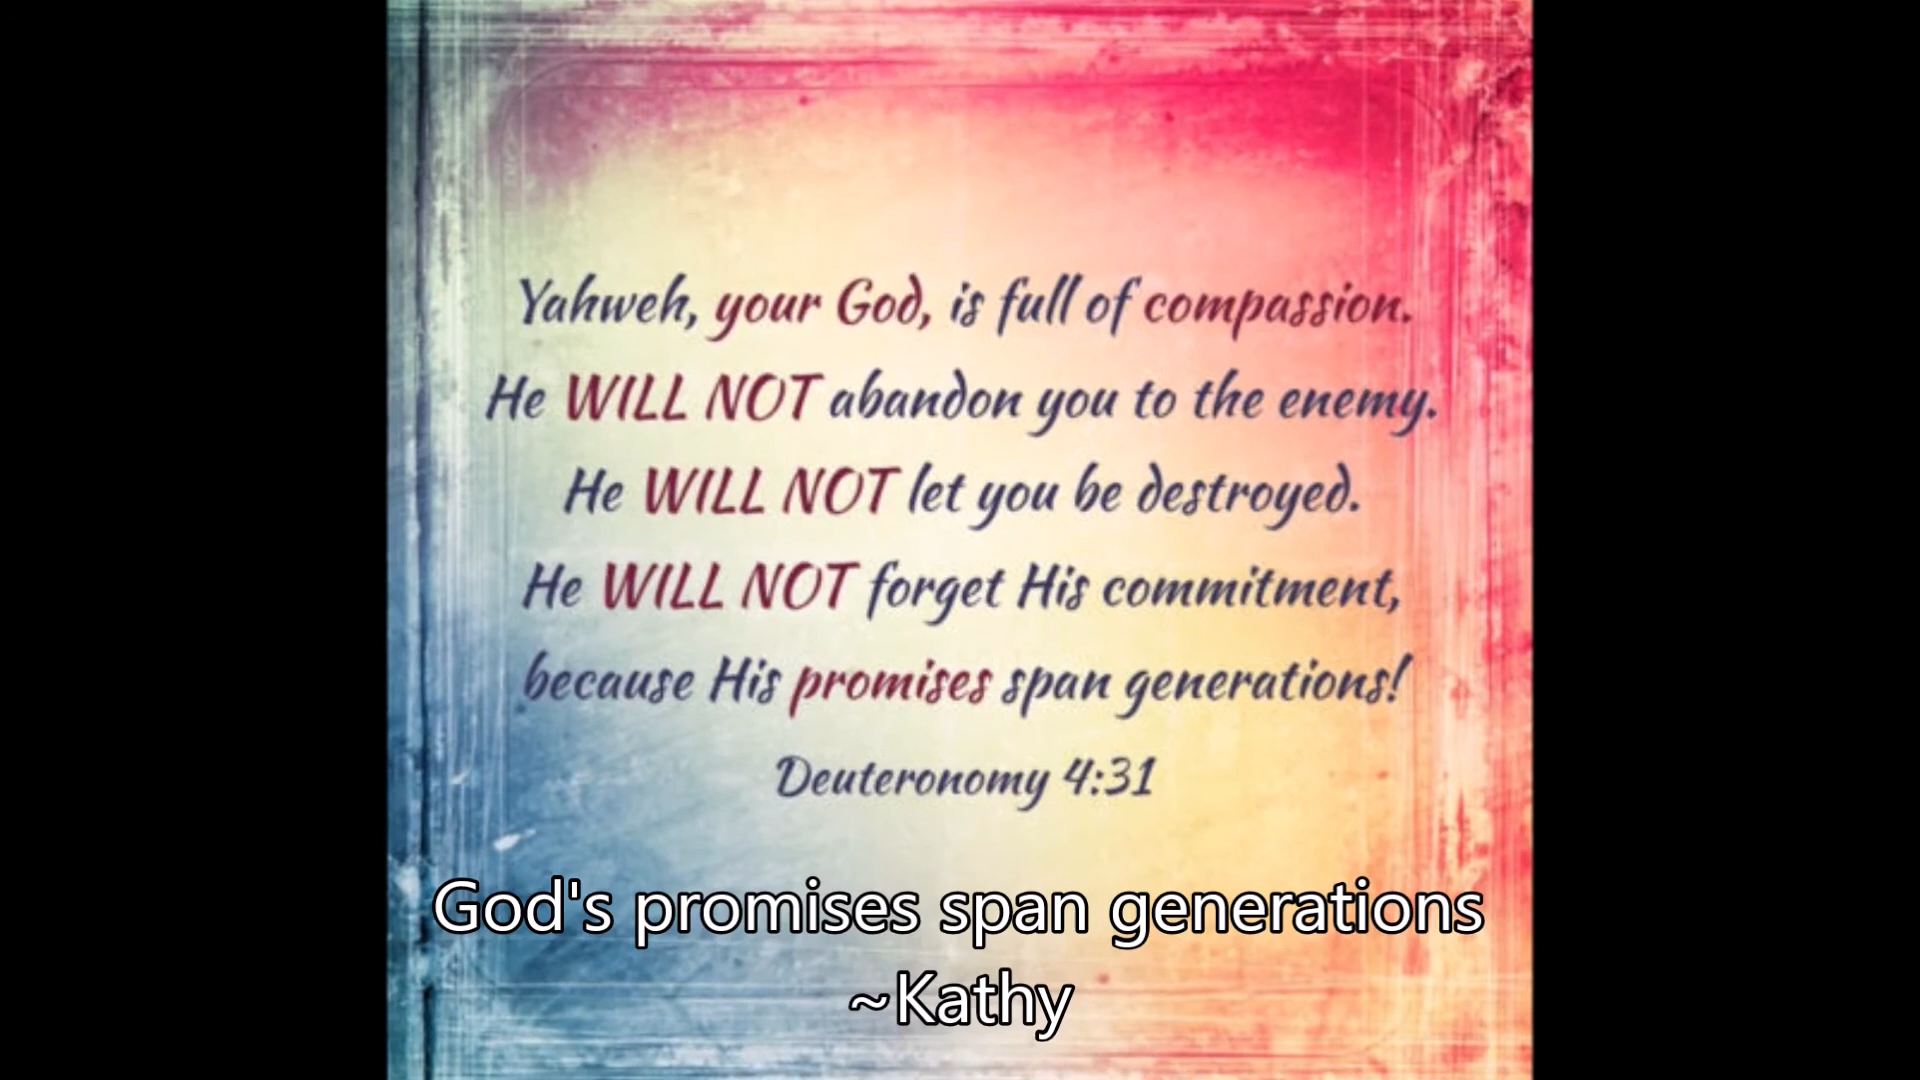 Yahweh, your God, is full of compassion.
He WILL NOT abandon you to the enemy.
He WILL NOT let you be destroyed.
He WILL NOT forget His commitment,
because His promises span generations!
Deuteronomy 4:31
God's promises span generations
~Kathy